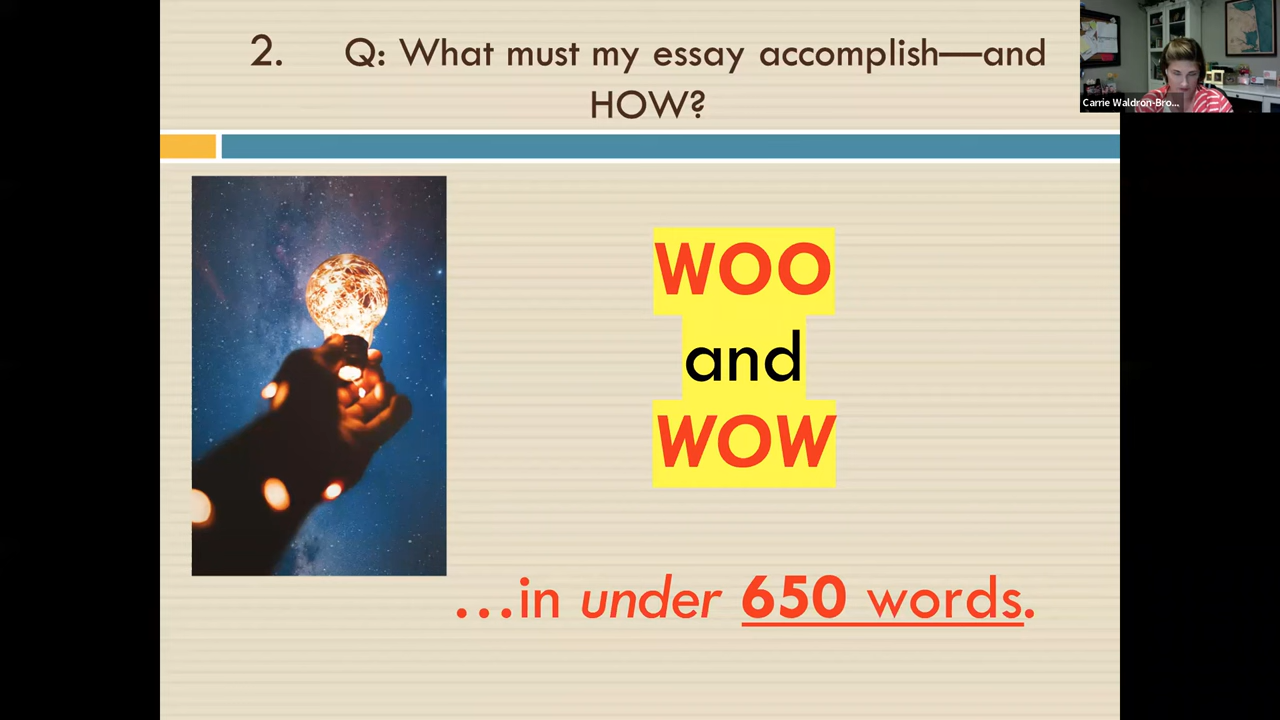 2. Q: What must my essay accomplish—and
HOW?
Carrie Waldron-Bro...
WOO
and
WOW
...in under 650 words.